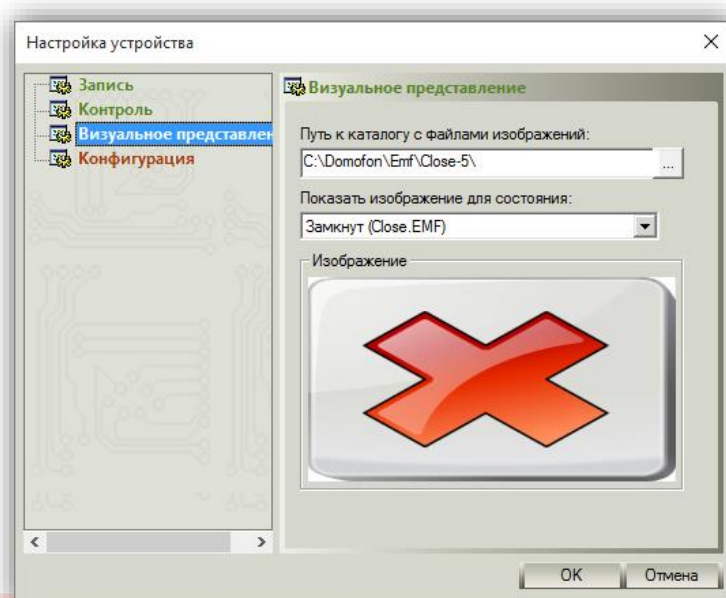 Настройка устройства
Запись
Контроль
Визуальное представлен
Конфигурация
Визуальное представление
Путь к каталогу с файлами изображений:
C:\Domofon\Emf\Close-5\
...
Показать изображение для состояния:
Замкнут (Close.EMF)
Изображение
OK
Отмена